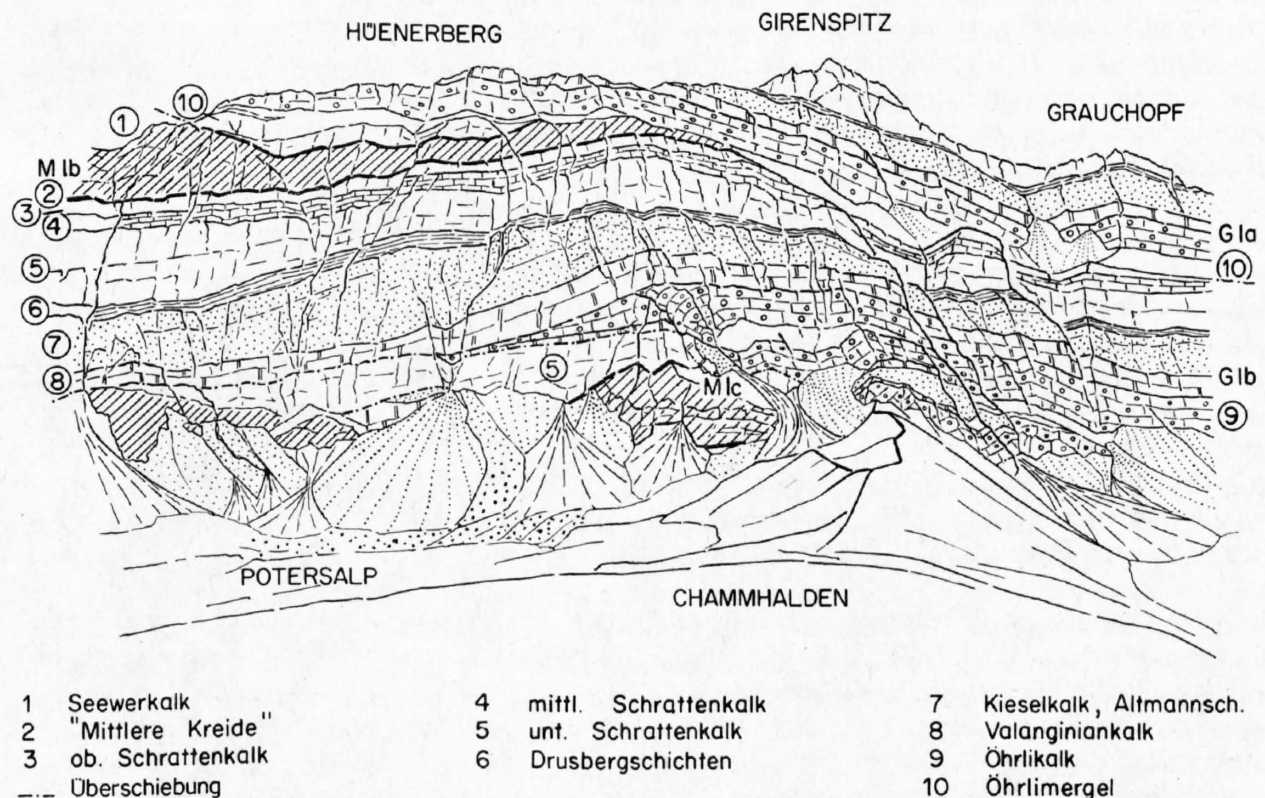 HÜENERBERG
GIRENSPITZ
GRAUCHOPF
10
1
M Ib
2
3
4
5
6
7
8
5
M Ic
G Ia
10
G Ib
9
POTERSALP
CHAMMHALDEN
1 Seewerkalk
2 "Mittlere Kreide"
3 ob. Schrattenkalk
_._ Überschiebung
4 mittl. Schrattenkalk
5 unt. Schrattenkalk
6 Drusbergschichten
7 Kieselkalk, Altmannsch.
8 Valanginiankalk
9 Öhrlikalk
10 Öhrlimergel